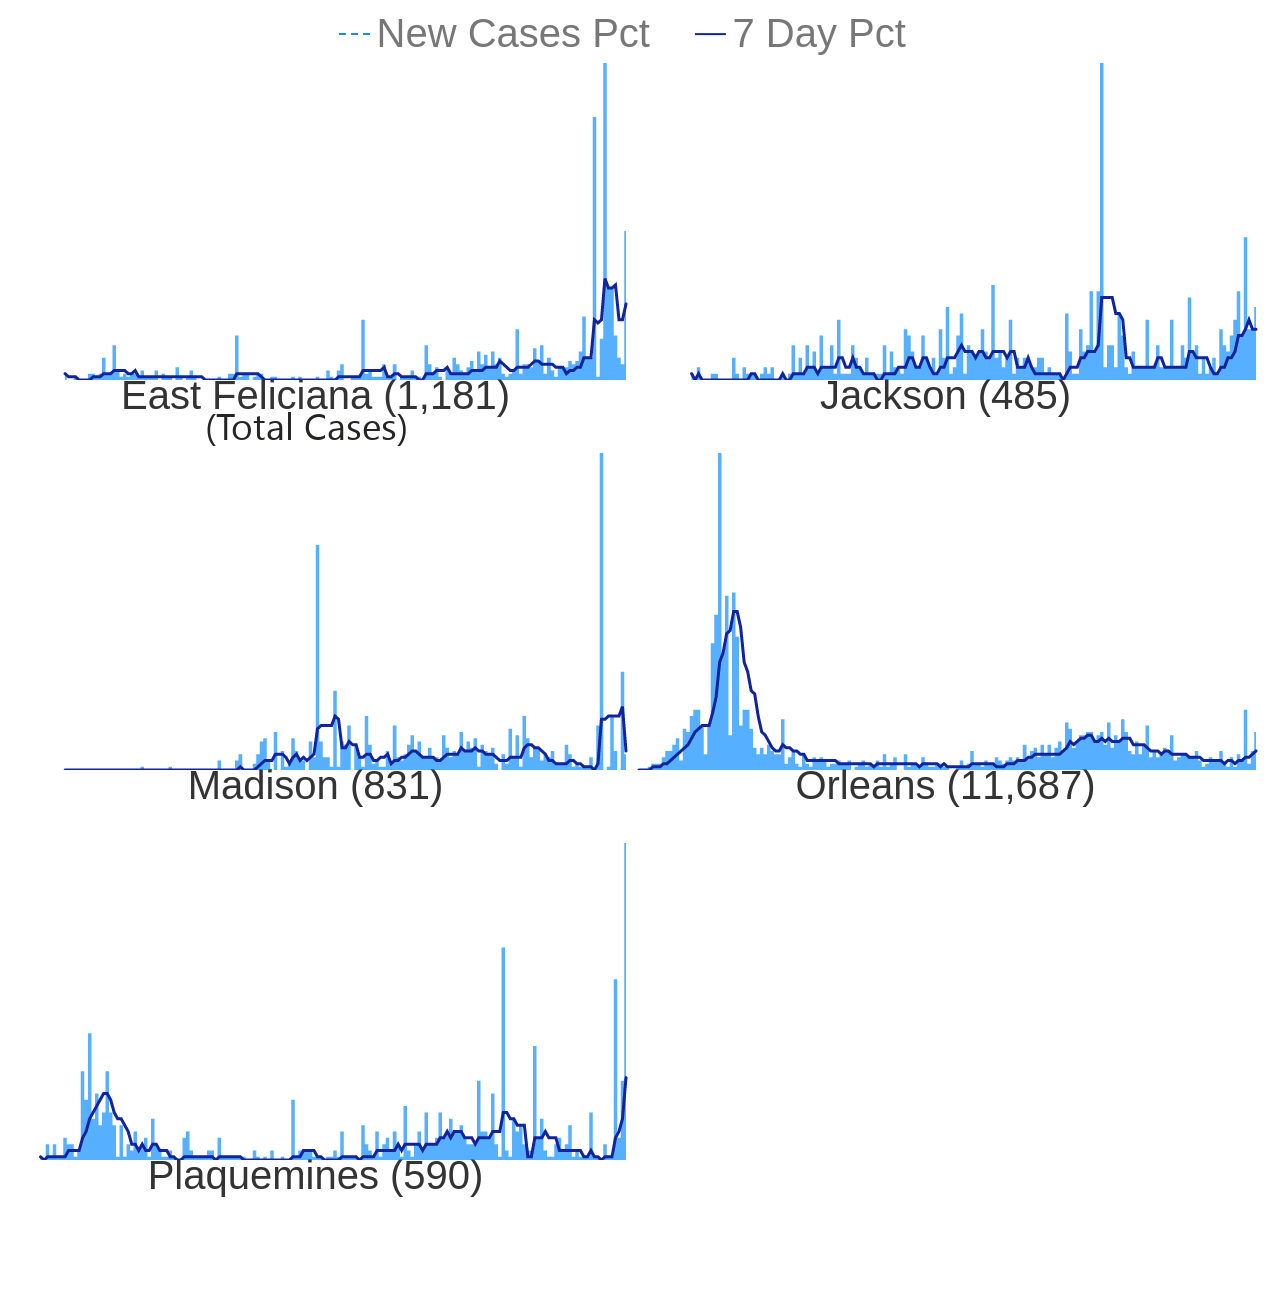 New Cases Pct 7 Day Pct
East Feliciana (1,181)
(Total Cases)
Jackson (485)
Madison (831)
Orleans (11,687)
Plaquemines (590)